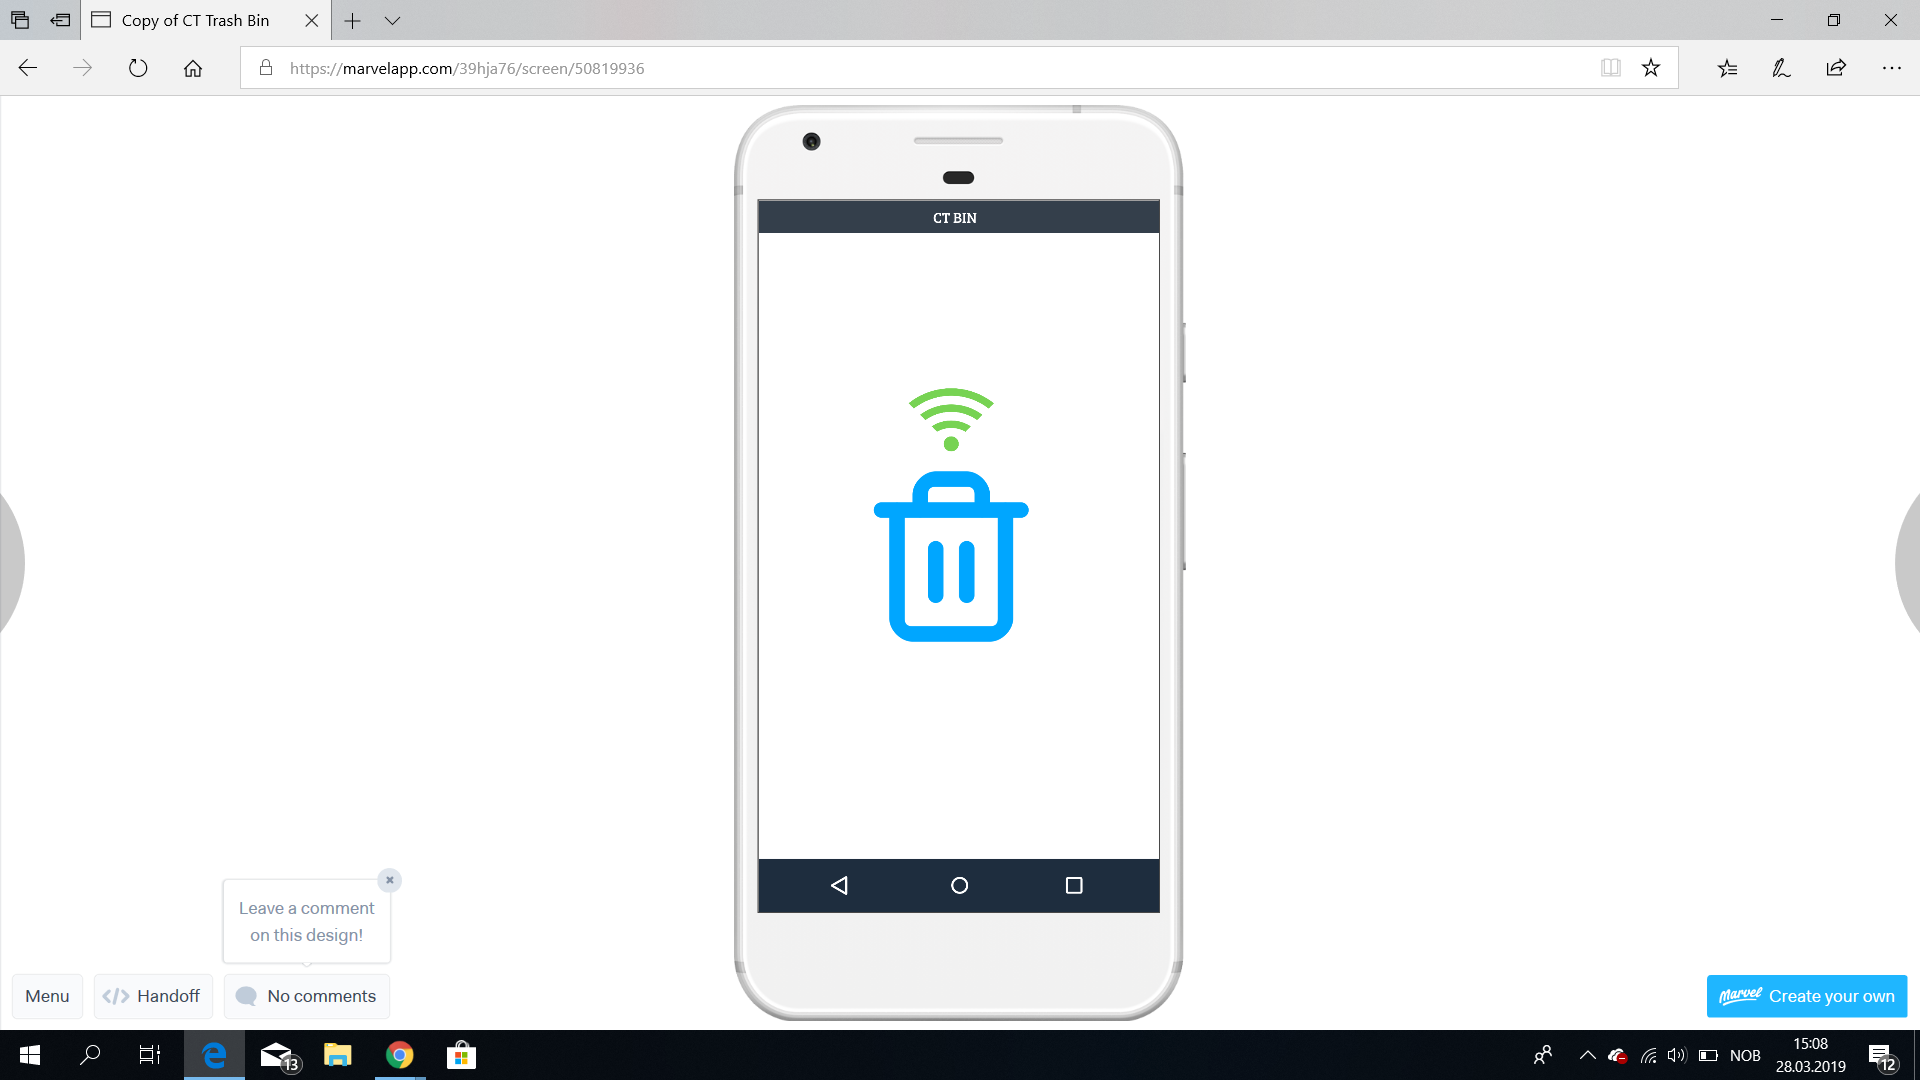 Copy of CT Trash Bin
https://marvelapp.com/39hja76/screen/50819936
CT BIN
Leave a comment
on this design!
Menu
</> Handoff
No comments
Marvel Create your own
13
NOB
15:08
28.03.2019
12